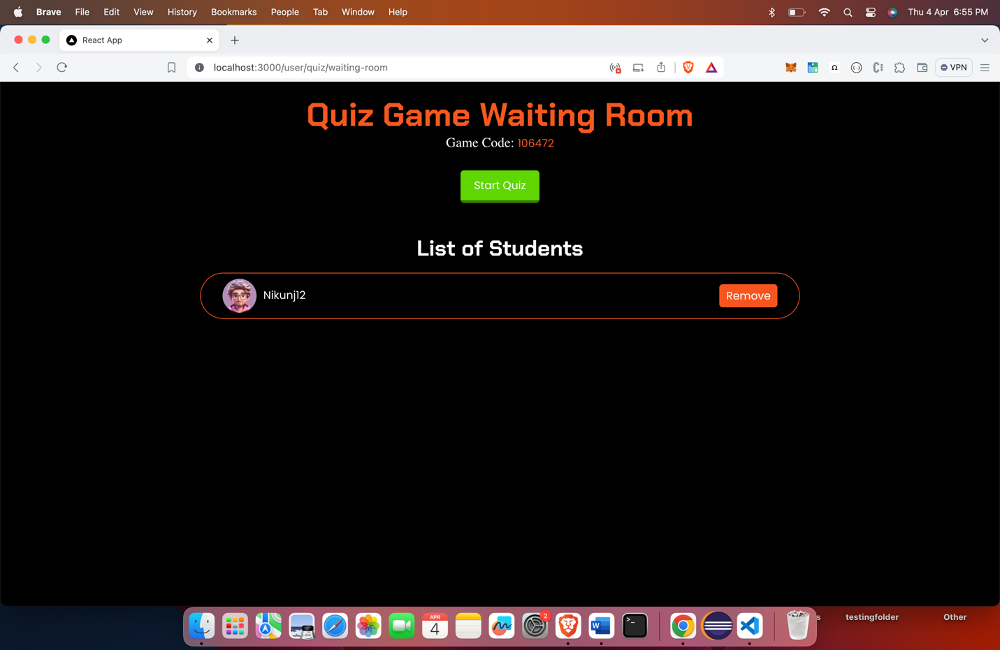 Brave File Edit View History Bookmarks People Tab Window Help Thu 4 Apr 6:55 PM
React App
localhost:3000/user/quiz/waiting-room VPN
Quiz Game Waiting Room
Game Code: 106472
Start Quiz
List of Students
Nikunj12 Remove
APR
4
2
W
>_
s testingfolder Other